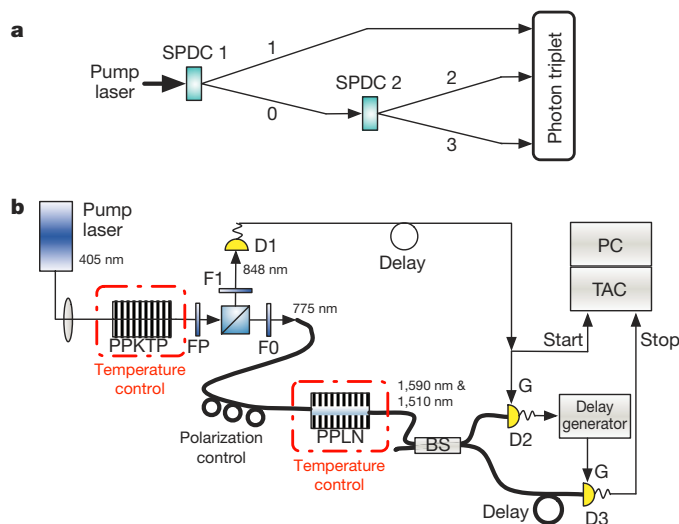 a
SPDC 1
Pump
laser
1
0
SPDC 2
2
3
Photon triplet
b
Pump
laser
405 nm
PPKTP
Temperature
control
FP
F1
D1
848 nm
F0
775 nm
Delay
PC
TAC
Start
Stop
Polarization
control
PPLN
Temperature
control
1,590 nm &
1,510 nm
BS
G
D2
Delay
generator
G
D3
Delay